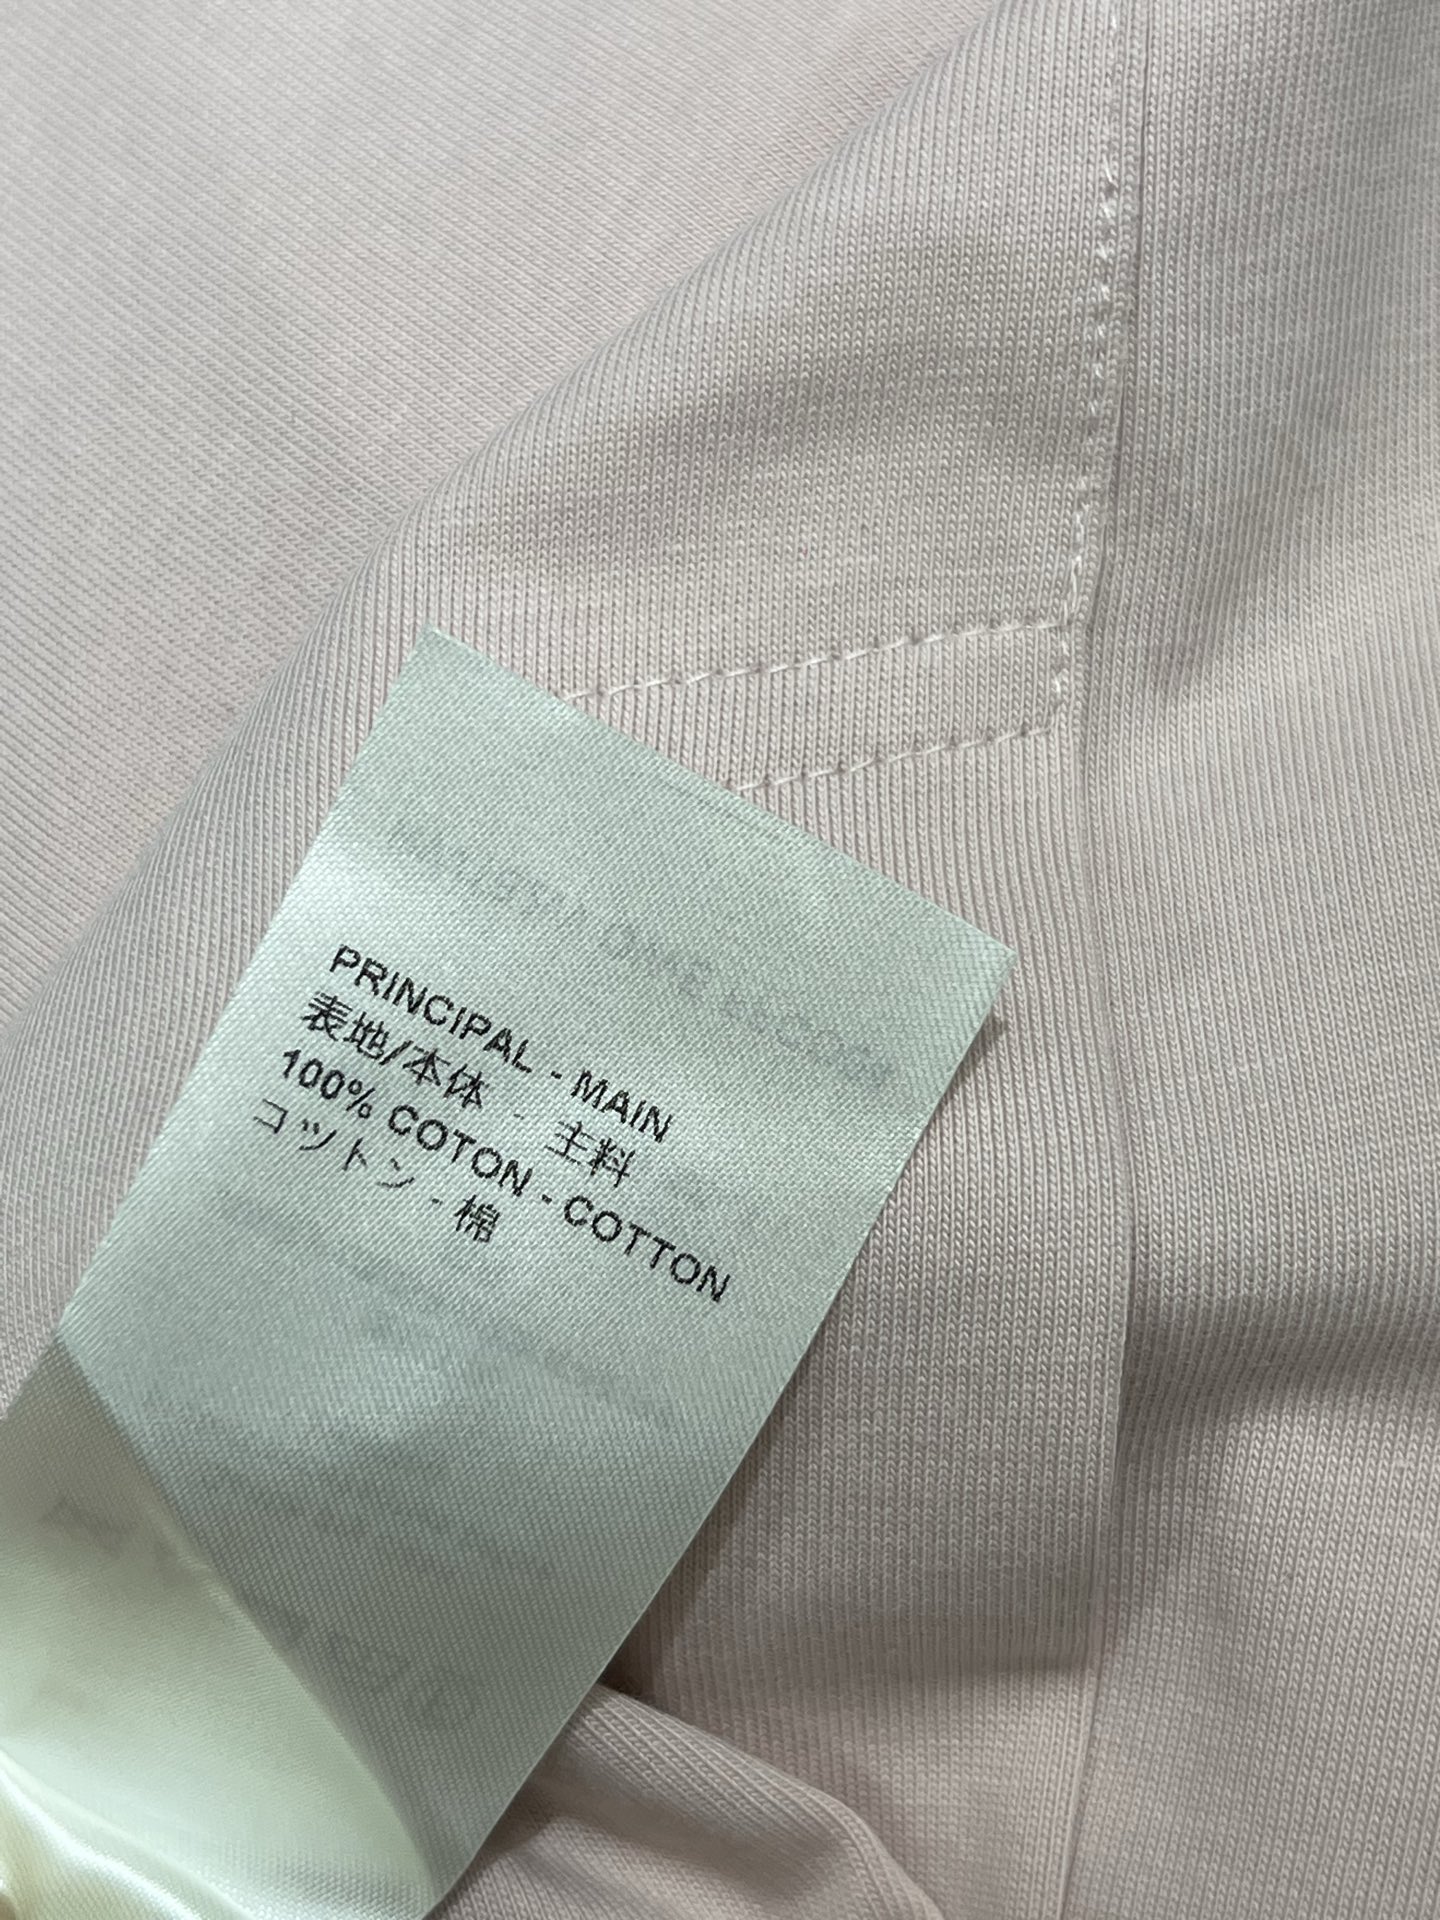 PRINCIPAL - MAIN
表地/本体 - 主料
100% COTON - COTTON
コットン - 棉